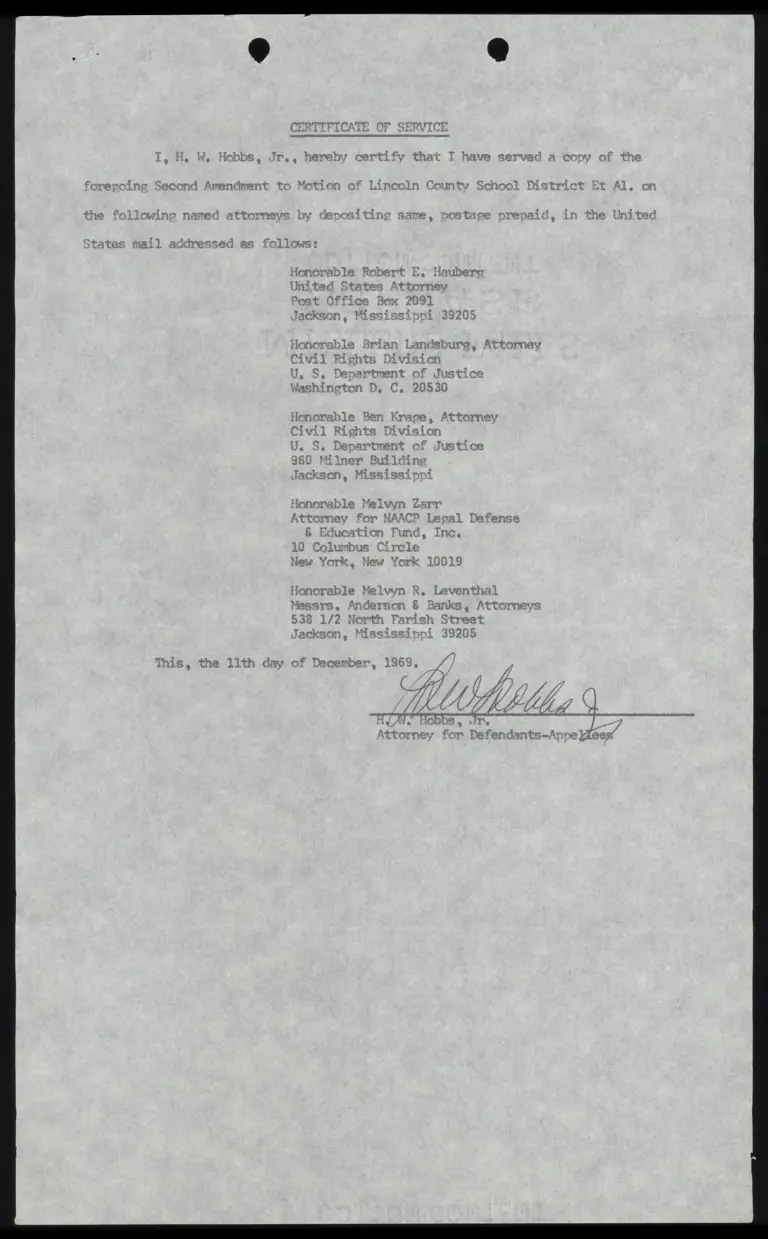 CERTIFICATE OF SERVICE
I, H. W. Hobbs, Jr., hereby certify that I have served a copy of the
foregoing Second Amendment to Motion of Lincoln County School District Et Al. on
the following named attorneys by depositing same, postage prepaid, in the United
States mail addressed as follows:
Honorable Robert E. Hauberg
United States Attorney
Post Office Box 2091
Jackson, Mississippi 39205
Honorable Brian Landsburg, Attorney
Civil Rights Division
U. S. Department of Justice
Washington D. C. 20530
Honorable Ben Krage, Attorney
Civil Rights Division
U. S. Department of Justice
960 Milner Building
Jackson, Mississippi
Honorable Melvyn Zarr
Attorney for NAACP Legal Defense
& Education Fund, Inc.
10 Columbus Circle
New York, New York 10019
Honorable Melvyn R. Leventhal
Messrs. Anderson & Banks, Attorneys
538 1/2 North Farish Street
Jackson, Mississippi 39205
This, the 11th day of December, 1969.
HW Hobbs Jr
H. W. Hobbs, Jr.
Attorney for Defendants-Appellees